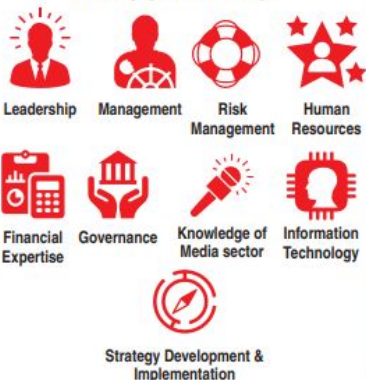 Leadership
Management
Risk
Management
Human
Resources
Financial
Expertise
Governance
Knowledge of
Media sector
Information
Technology
Strategy Development &
Implementation